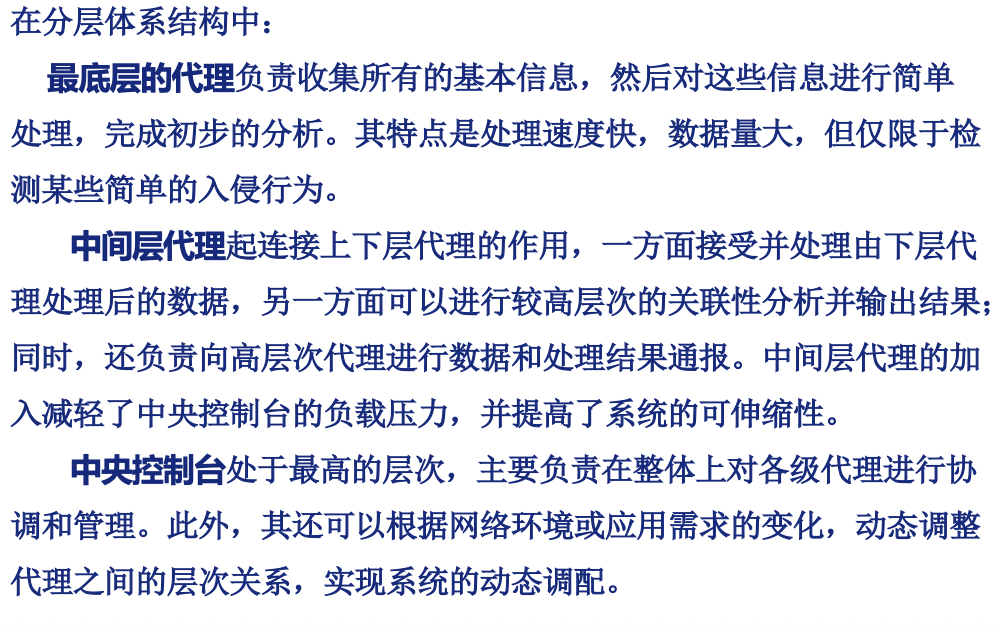 在分层体系结构中：
最底层的代理负责收集所有的基本信息，然后对这些信息进行简单
处理，完成初步的分析。其特点是处理速度快，数据量大，但仅限于检
测某些简单的入侵行为。
中间层代理起连接上下层代理的作用，一方面接受并处理由下层代
理处理后的数据，另一方面可以进行较高层次的关联性分析并输出结果；
同时，还负责向高层次代理进行数据和处理结果通报。中间层代理的加
入减轻了中央控制台的负载压力，并提高了系统的可伸缩性。
中央控制台处于最高的层次，主要负责在整体上对各级代理进行协
调和管理。此外，其还可以根据网络环境或应用需求的变化，动态调整
代理之间的层次关系，实现系统的动态调配。